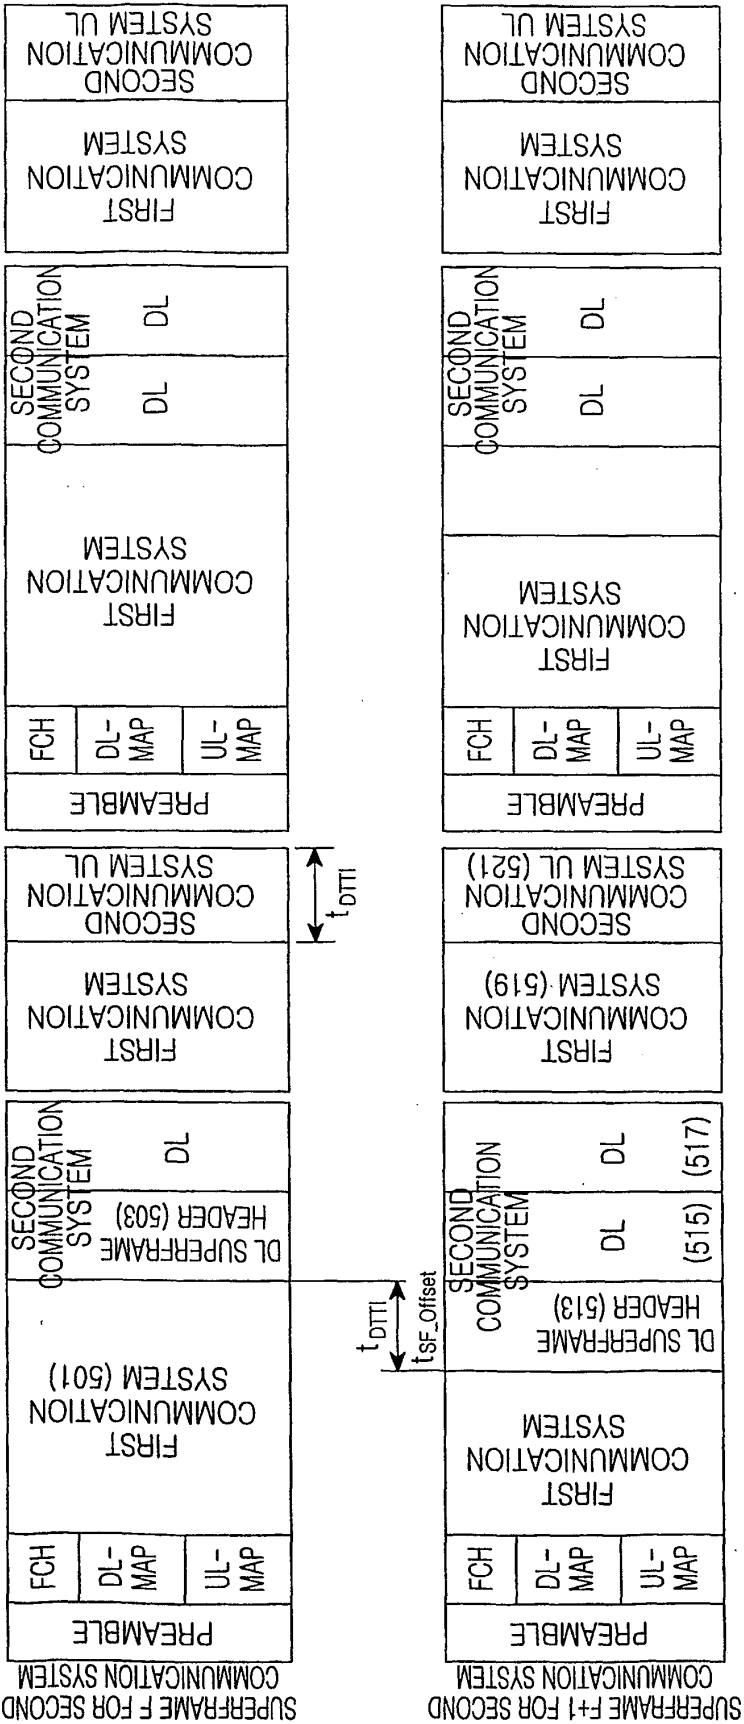 SUPERFRAME F FOR SECOND
COMMUNICATION SYSTEM
PREAMBLE
FCH
DL-
MAP
UL-
MAP
FIRST
COMMUNICATION
SYSTEM (501)
SECOND
COMMUNICATION
SYSTEM
DL SUPERFRAME
HEADER (503)
DL
FIRST
COMMUNICATION
SYSTEM
SECOND
COMMUNICATION
SYSTEM UL
tDTTI
PREAMBLE
FCH
DL-
MAP
UL-
MAP
FIRST
COMMUNICATION
SYSTEM
SECOND
COMMUNICATION
SYSTEM
DL
DL
FIRST
COMMUNICATION
SYSTEM
SECOND
COMMUNICATION
SYSTEM UL
tDTTI
tSF_Offset
SUPERFRAME F+1 FOR SECOND
COMMUNICATION SYSTEM
PREAMBLE
FCH
DL-
MAP
UL-
MAP
FIRST
COMMUNICATION
SYSTEM
SECOND
COMMUNICATION
SYSTEM
DL SUPERFRAME
HEADER (513)
DL
(515)
DL
(517)
FIRST
COMMUNICATION
SYSTEM (519)
SECOND
COMMUNICATION
SYSTEM UL (521)
PREAMBLE
FCH
DL-
MAP
UL-
MAP
FIRST
COMMUNICATION
SYSTEM
SECOND
COMMUNICATION
SYSTEM
DL
DL
FIRST
COMMUNICATION
SYSTEM
SECOND
COMMUNICATION
SYSTEM UL